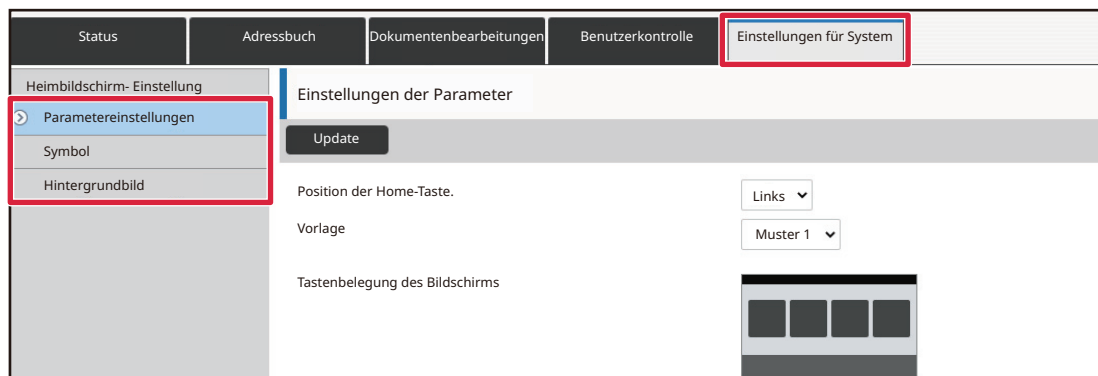 Status
Adressbuch
Dokumentenbearbeitungen
Benutzerkontrolle
Einstellungen für System
Heimbildschirm- Einstellung
Parametereinstellungen
Symbol
Hintergrundbild
Einstellungen der Parameter
Update
Position der Home-Taste.
Links
Vorlage
Muster 1
Tastenbelegung des Bildschirms